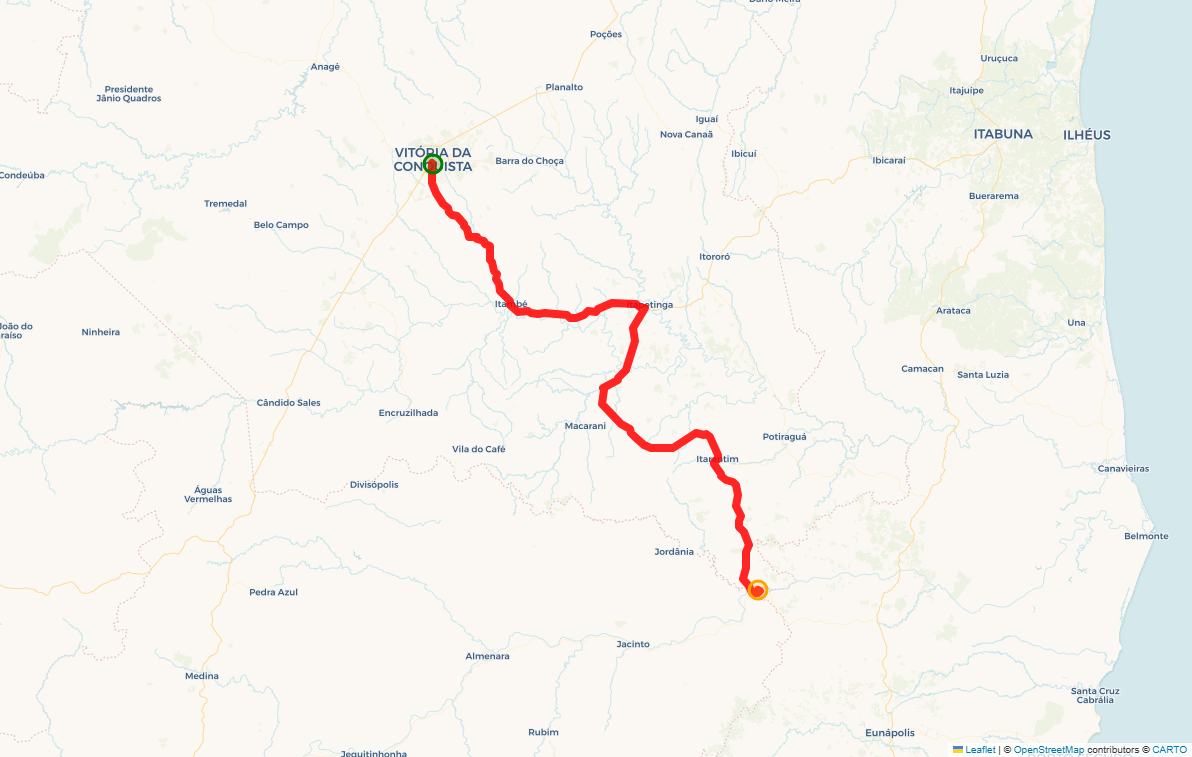 Dário Meira
Poções
Uruçuca
Anagé
Planalto
Presidente
Jânio Quadros
Itajuípe
Iguaí
Nova Canaã
ITABUNA
ILHÉUS
VITÓRIA DA
CONQUISTA
Barra do Choça
Ibicuí
Ibicaraí
Condeúba
Tremedal
Buerarema
Belo Campo
Itororó
Itambé
Itapetinga
Arataca
João do
Paraíso
Ninheira
Una
Camacan
Santa Luzia
Cândido Sales
Encruzilhada
Macarani
Potiraguá
Vila do Café
Itarantim
Canavieiras
Divisópolis
Águas
Vermelhas
Belmonte
Jordânia
Pedra Azul
Jacinto
Almenara
Medina
Santa Cruz
Cabrália
Rubim
Eunápolis
Jequitinhonha
Leaflet | © OpenStreetMap contributors © CARTO